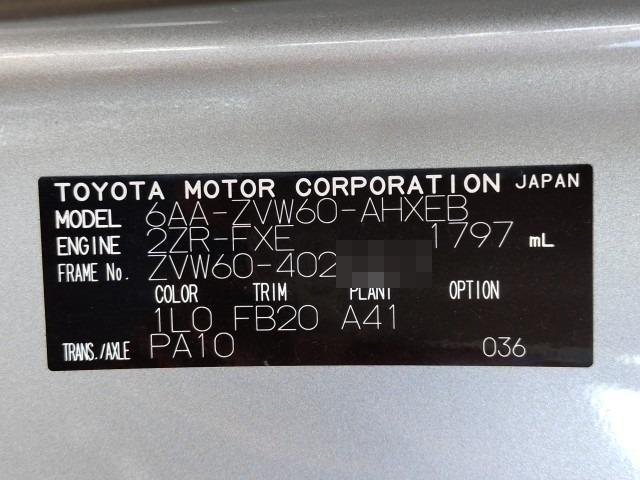 TOYOTA MOTOR CORPORATION JAPAN
MODEL 6AA-ZVW60-AHXEB
ENGINE 2ZR-FXE 1797 mL
FRAME No. ZVW60-402
COLOR TRIM PLANT OPTION
1L0 FB20 A41
TRANS./AXLE PA10 036